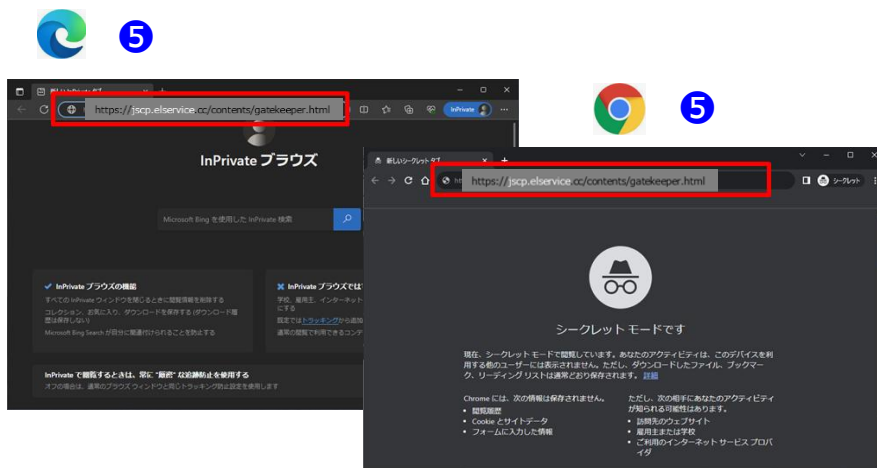 ❺
新しい InPrivate タブ
https://jscp.elservice.cc/contents/gatekeeper.html
InPrivate
InPrivate ブラウズ
Microsoft Bing を使用した InPrivate 検索
InPrivate ブラウズの機能
すべての InPrivate ウィンドウを閉じるときに閲覧情報を削除する
コレクション、お気に入り、ダウンロードを保存する (ダウンロード履
歴は保存しない)
Microsoft Bing Search が自分に関連付けられることを防止する
InPrivate ブラウズでは
学校、雇用主、インターネット
にする
既定ではトラッキングから追加
通常の閲覧で利用できるコンテ
InPrivate で閲覧するときは、常に "厳密" な追跡防止を使用する
オフの場合は、通常のブラウズ ウィンドウと同じトラッキング防止設定を使用します
❺
新しいシークレット タブ
https://jscp.elservice.cc/contents/gatekeeper.html
シークレット
シークレット モードです
現在、シークレット モードで閲覧しています。あなたのアクティビティは、このデバイスを利
用する他のユーザーには表示されません。ただし、ダウンロードしたファイル、ブックマー
ク、リーディング リストは通常どおり保存されます。 詳細
Chrome には、次の情報は保存されません。
• 閲覧履歴
• Cookie とサイトデータ
• フォームに入力した情報
ただし、次の相手にあなたのアクティビティ
が知られる可能性はあります。
• 訪問先のウェブサイト
• 雇用主または学校
• ご利用のインターネット サービス プロバ
イダ